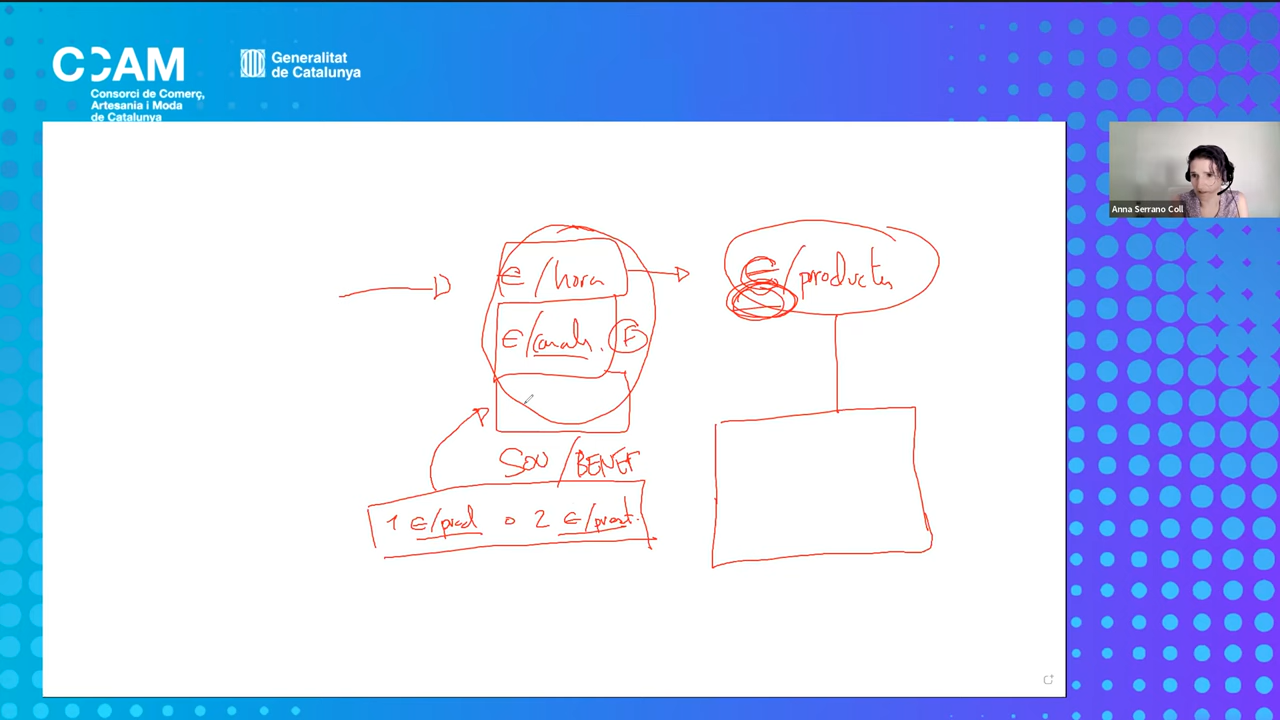 CCAM
Consorci de Comerç,
Artesania i Moda
de Catalunya
Generalitat
de Catalunya
Anna Serrano Coll
€/hora
€/productes
€/canals. F
SOU/BENEF
1 €/prod o 2 €/prod.